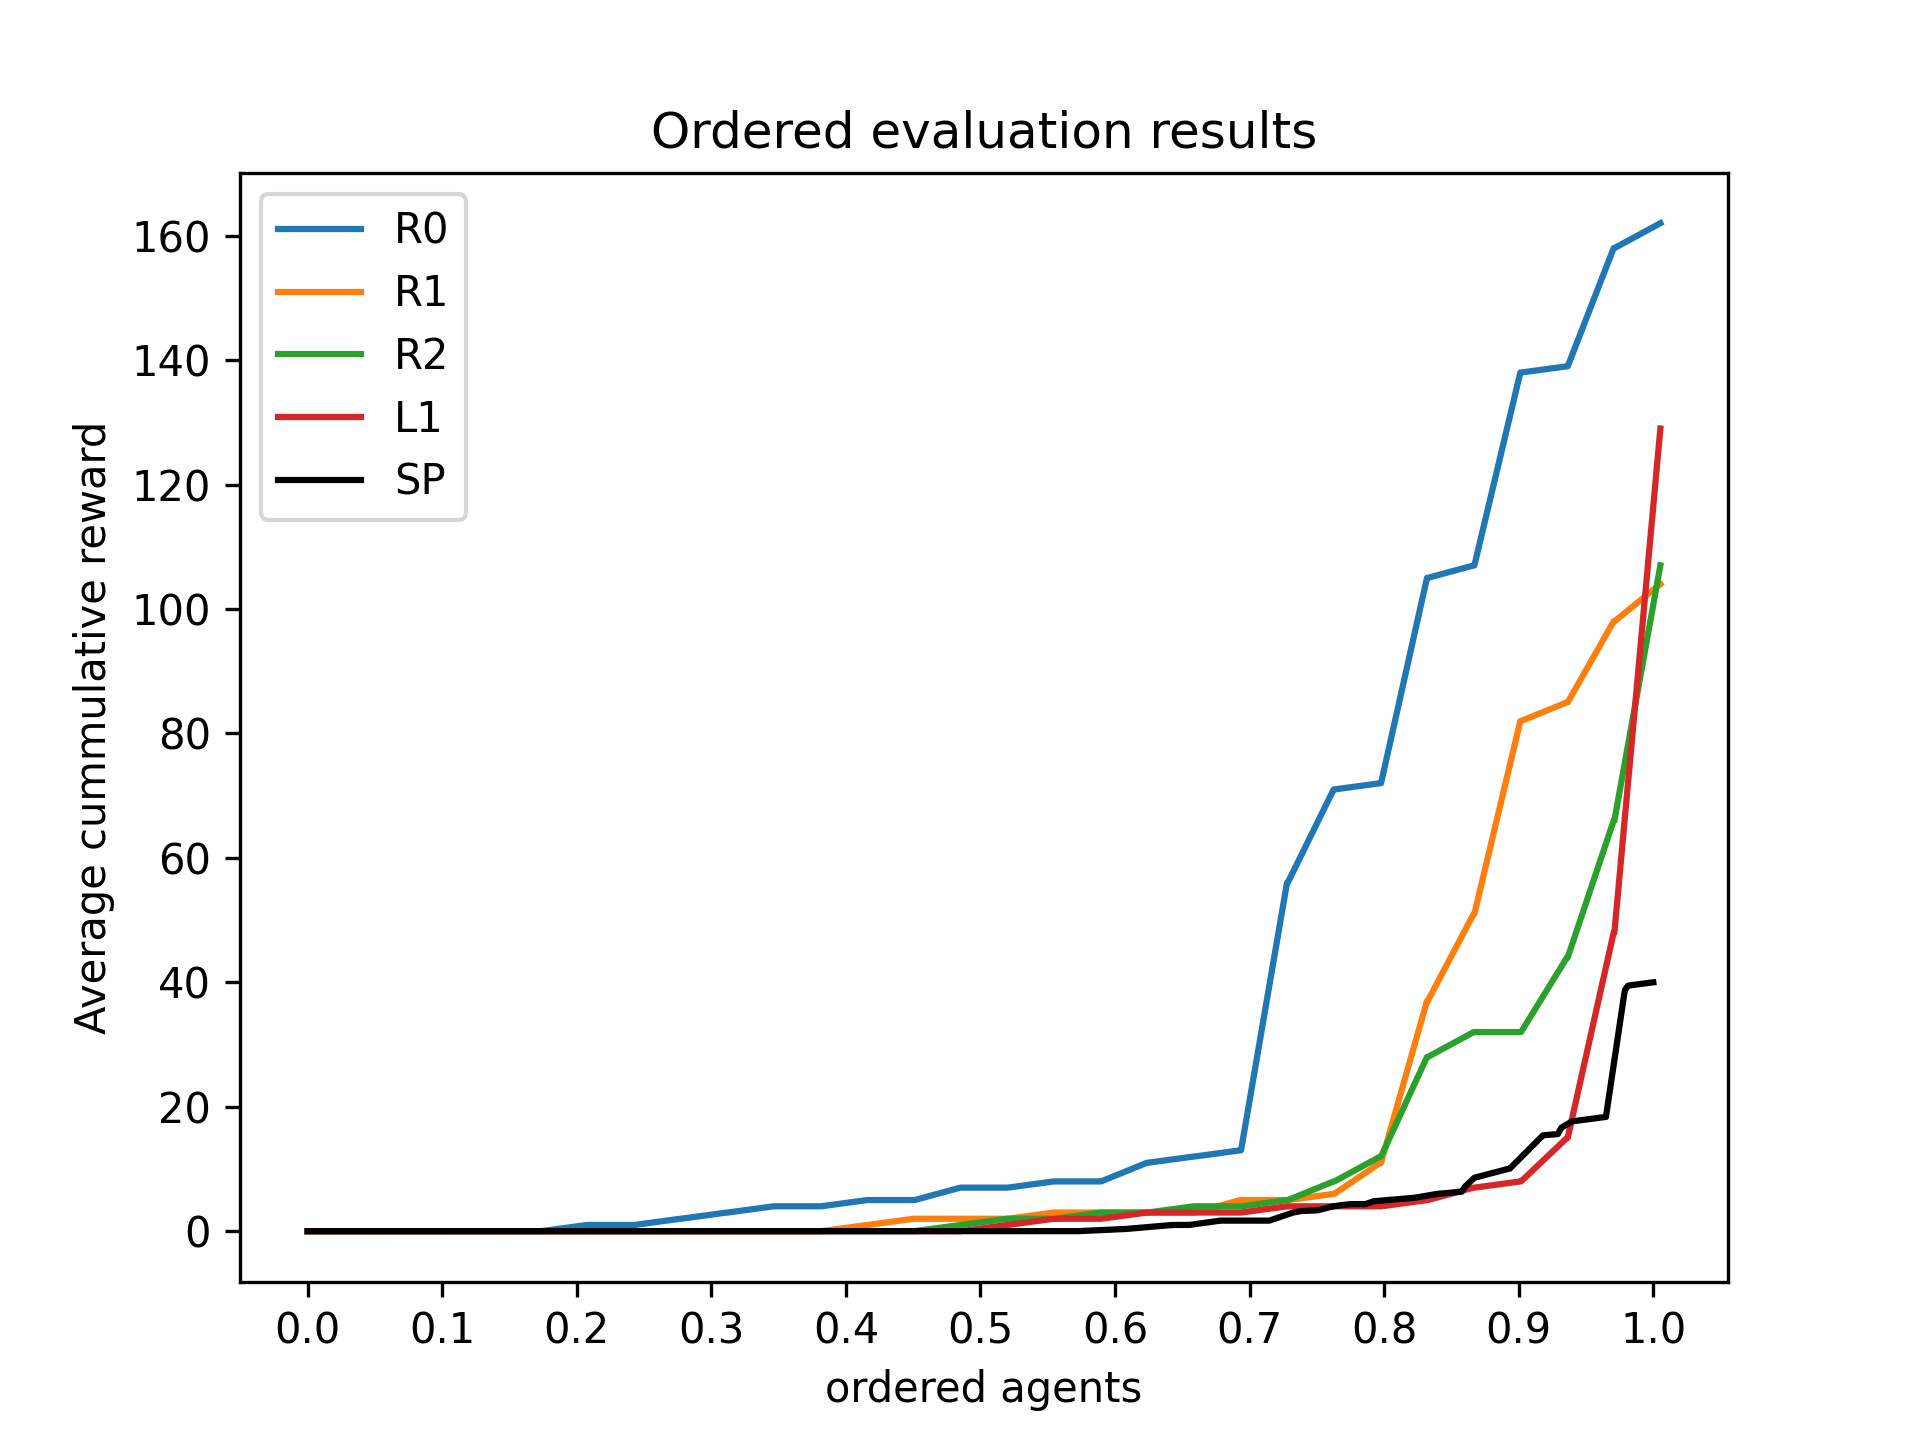 Ordered evaluation results
R0
R1
R2
L1
SP
160
140
120
100
80
60
40
20
0
Average cummulative reward
0.0 0.1 0.2 0.3 0.4 0.5 0.6 0.7 0.8 0.9 1.0
ordered agents